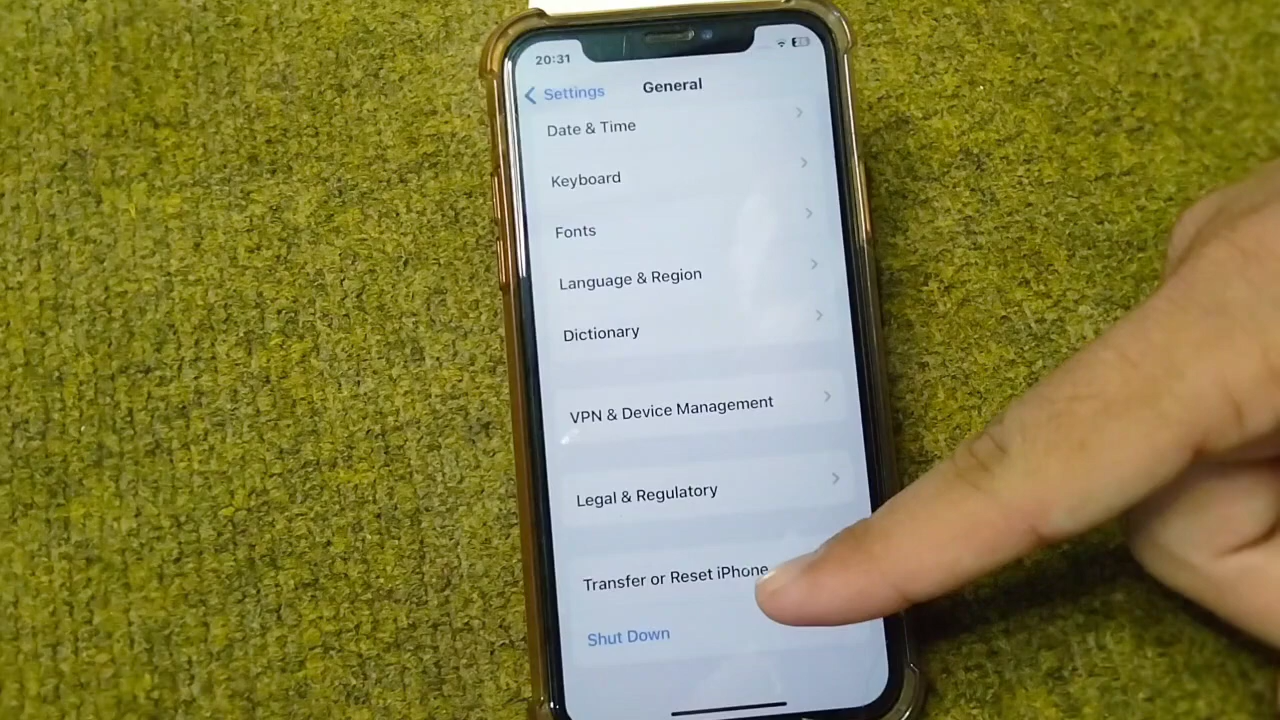 20:31
Settings
General
Date & Time
Keyboard
Fonts
Language & Region
Dictionary
VPN & Device Management
Legal & Regulatory
Transfer or Reset iPhone
Shut Down